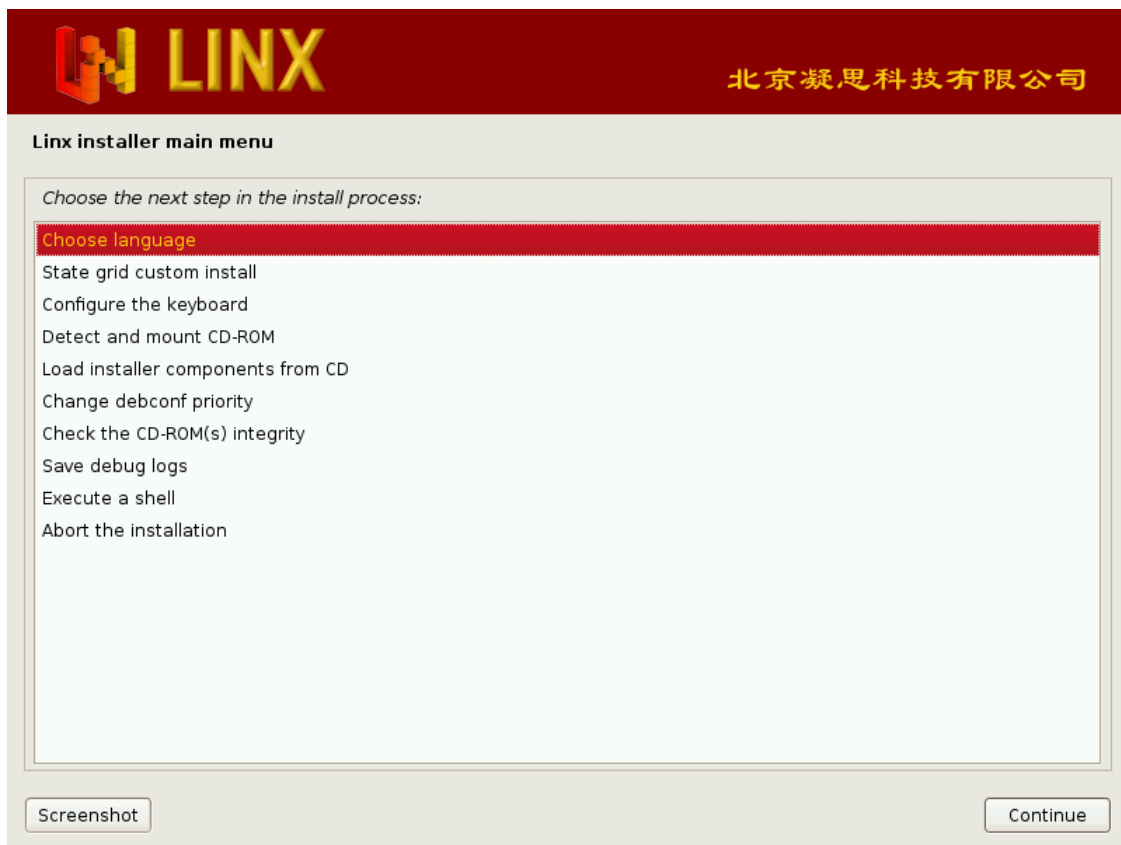 LINX
北京凝思科技有限公司
Linx installer main menu
Choose the next step in the install process:
Choose language
State grid custom install
Configure the keyboard
Detect and mount CD-ROM
Load installer components from CD
Change debconf priority
Check the CD-ROM(s) integrity
Save debug logs
Execute a shell
Abort the installation
Screenshot
Continue